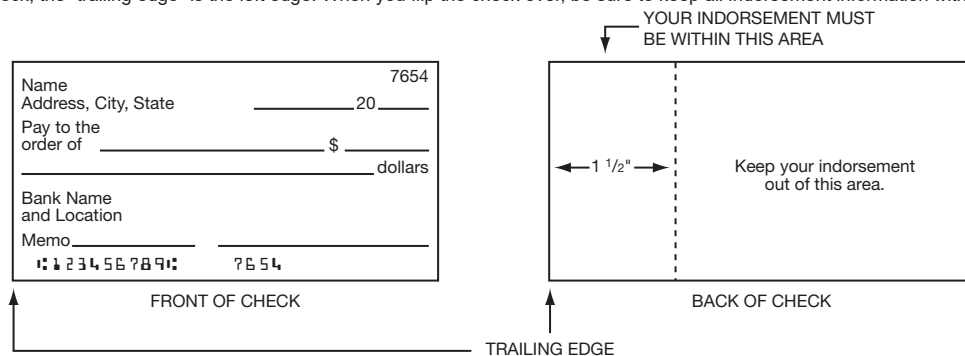 the "trailing edge" is the left edge. When you flip the check over, be sure to keep all indorsement information
YOUR INDORSEMENT MUST
BE WITHIN THIS AREA
7654
Name
Address, City, State 20
Pay to the
order of $
dollars
Bank Name
and Location
Memo
⑆123456789⑆ 7654
1 1/2"
Keep your indorsement
out of this area.
FRONT OF CHECK
BACK OF CHECK
TRAILING EDGE